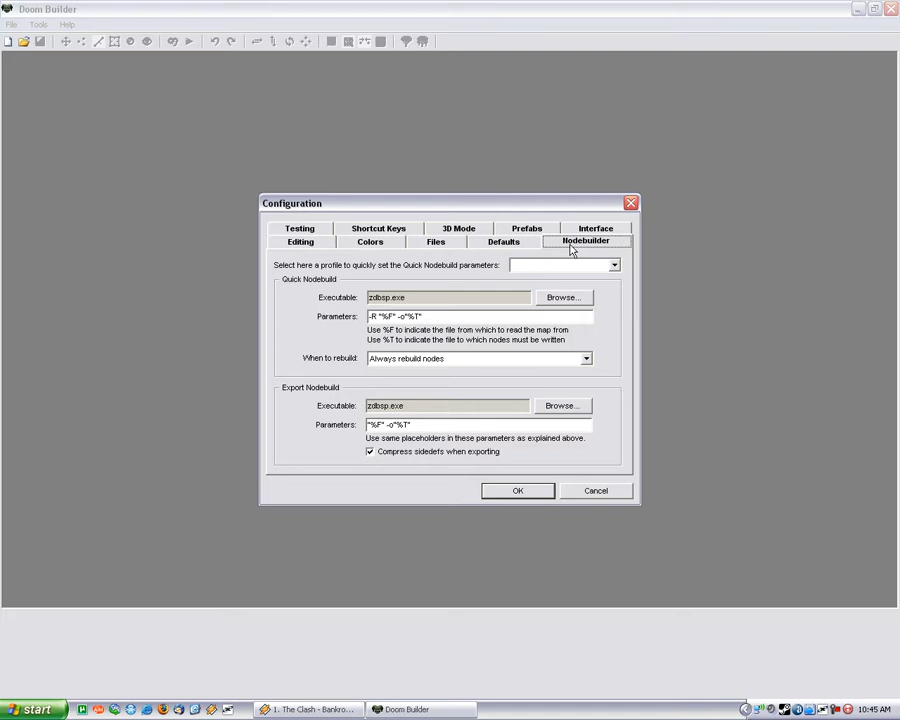 Doom Builder
File Tools Help
Configuration
Testing Shortcut Keys 3D Mode Prefabs Interface
Editing Colors Files Defaults Nodebuilder
Select here a profile to quickly set the Quick Nodebuild parameters:
Quick Nodebuild
Executable: zdbsp.exe Browse...
Parameters: -R "%F" -o"%T"
Use %F to indicate the file from which to read the map from
Use %T to indicate the file to which nodes must be written
When to rebuild: Always rebuild nodes
Export Nodebuild
Executable: zdbsp.exe Browse...
Parameters: "%F" -o"%T"
Use same placeholders in these parameters as explained above.
Compress sidedefs when exporting
OK Cancel
start 1. The Clash - Bankro... Doom Builder 10:45 AM